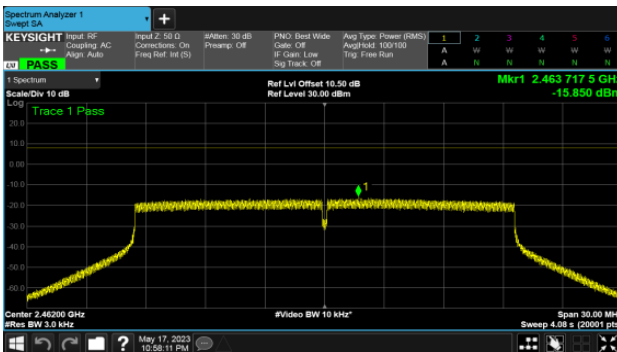 Spectrum Analyzer 1
Swept SA
KEYSIGHT Input: RF Input Z: 50 Ω #Atten: 30 dB PNO: Best Wide Avg Type: Power (RMS) 1 2 3 4 5 6
Coupling: AC Corrections: On Preamp: Off Gate: Off Avg|Hold: 100/100 A W W W W W
Align: Auto Freq Ref: Int (S) IF Gain: Low Trig: Free Run
LXI PASS Sig Track: Off A N N N N N
1 Spectrum Ref Lvl Offset 10.50 dB Mkr1 2.463 717 5 GHz
Scale/Div 10 dB Ref Level 30.00 dBm -15.850 dBm
Log
Trace 1 Pass
20.0
10.0
0.00
-10.0
1
-20.0
-30.0
-40.0
-50.0
-60.0
Center 2.46200 GHz #Video BW 10 kHz* Span 30.00 MHz
#Res BW 3.0 kHz Sweep 4.08 s (20001 pts)
? May 17, 2023
10:58:11 PM